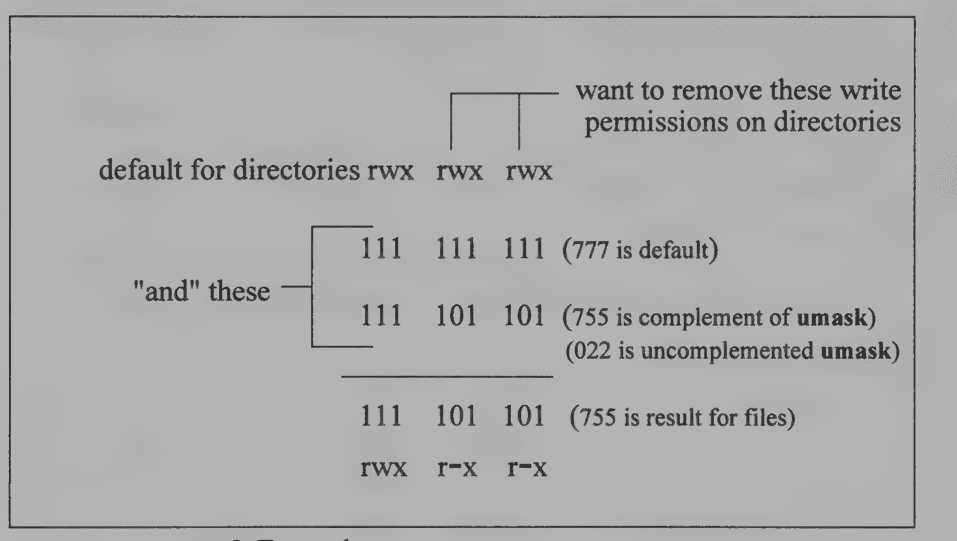 want to remove these write
permissions on directories
default for directories rwx rwx rwx
111 111 111 (777 is default)
"and" these
111 101 101 (755 is complement of umask)
(022 is uncomplemented umask)
111 101 101 (755 is result for files)
rwx r-x r-x